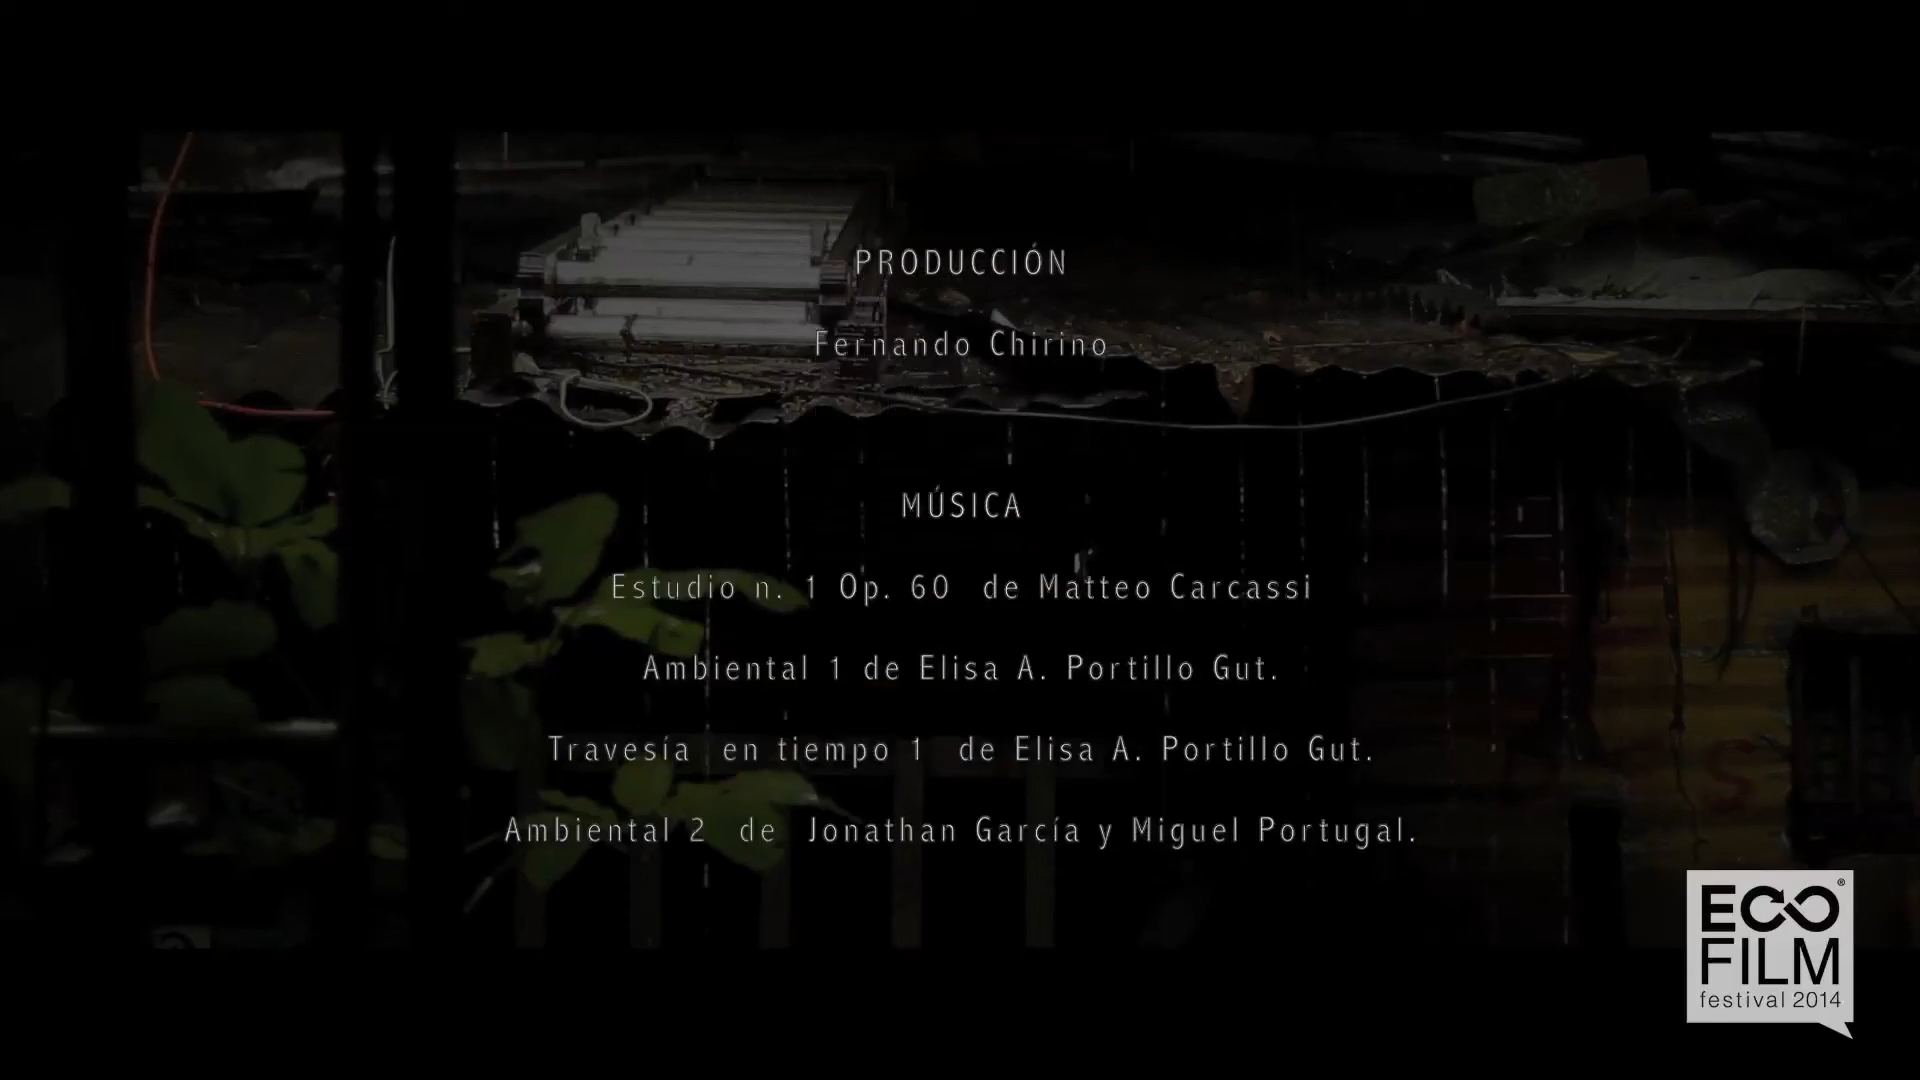 PRODUCCIÓN
Fernando Chirino
MÚSICA
Estudio n. 1 Op. 60 de Matteo Carcassi
Ambiental 1 de Elisa A. Portillo Gut.
Travesía en tiempo 1 de Elisa A. Portillo Gut.
Ambiental 2 de Jonathan García y Miguel Portugal.
ECO®
FILM
festival 2014